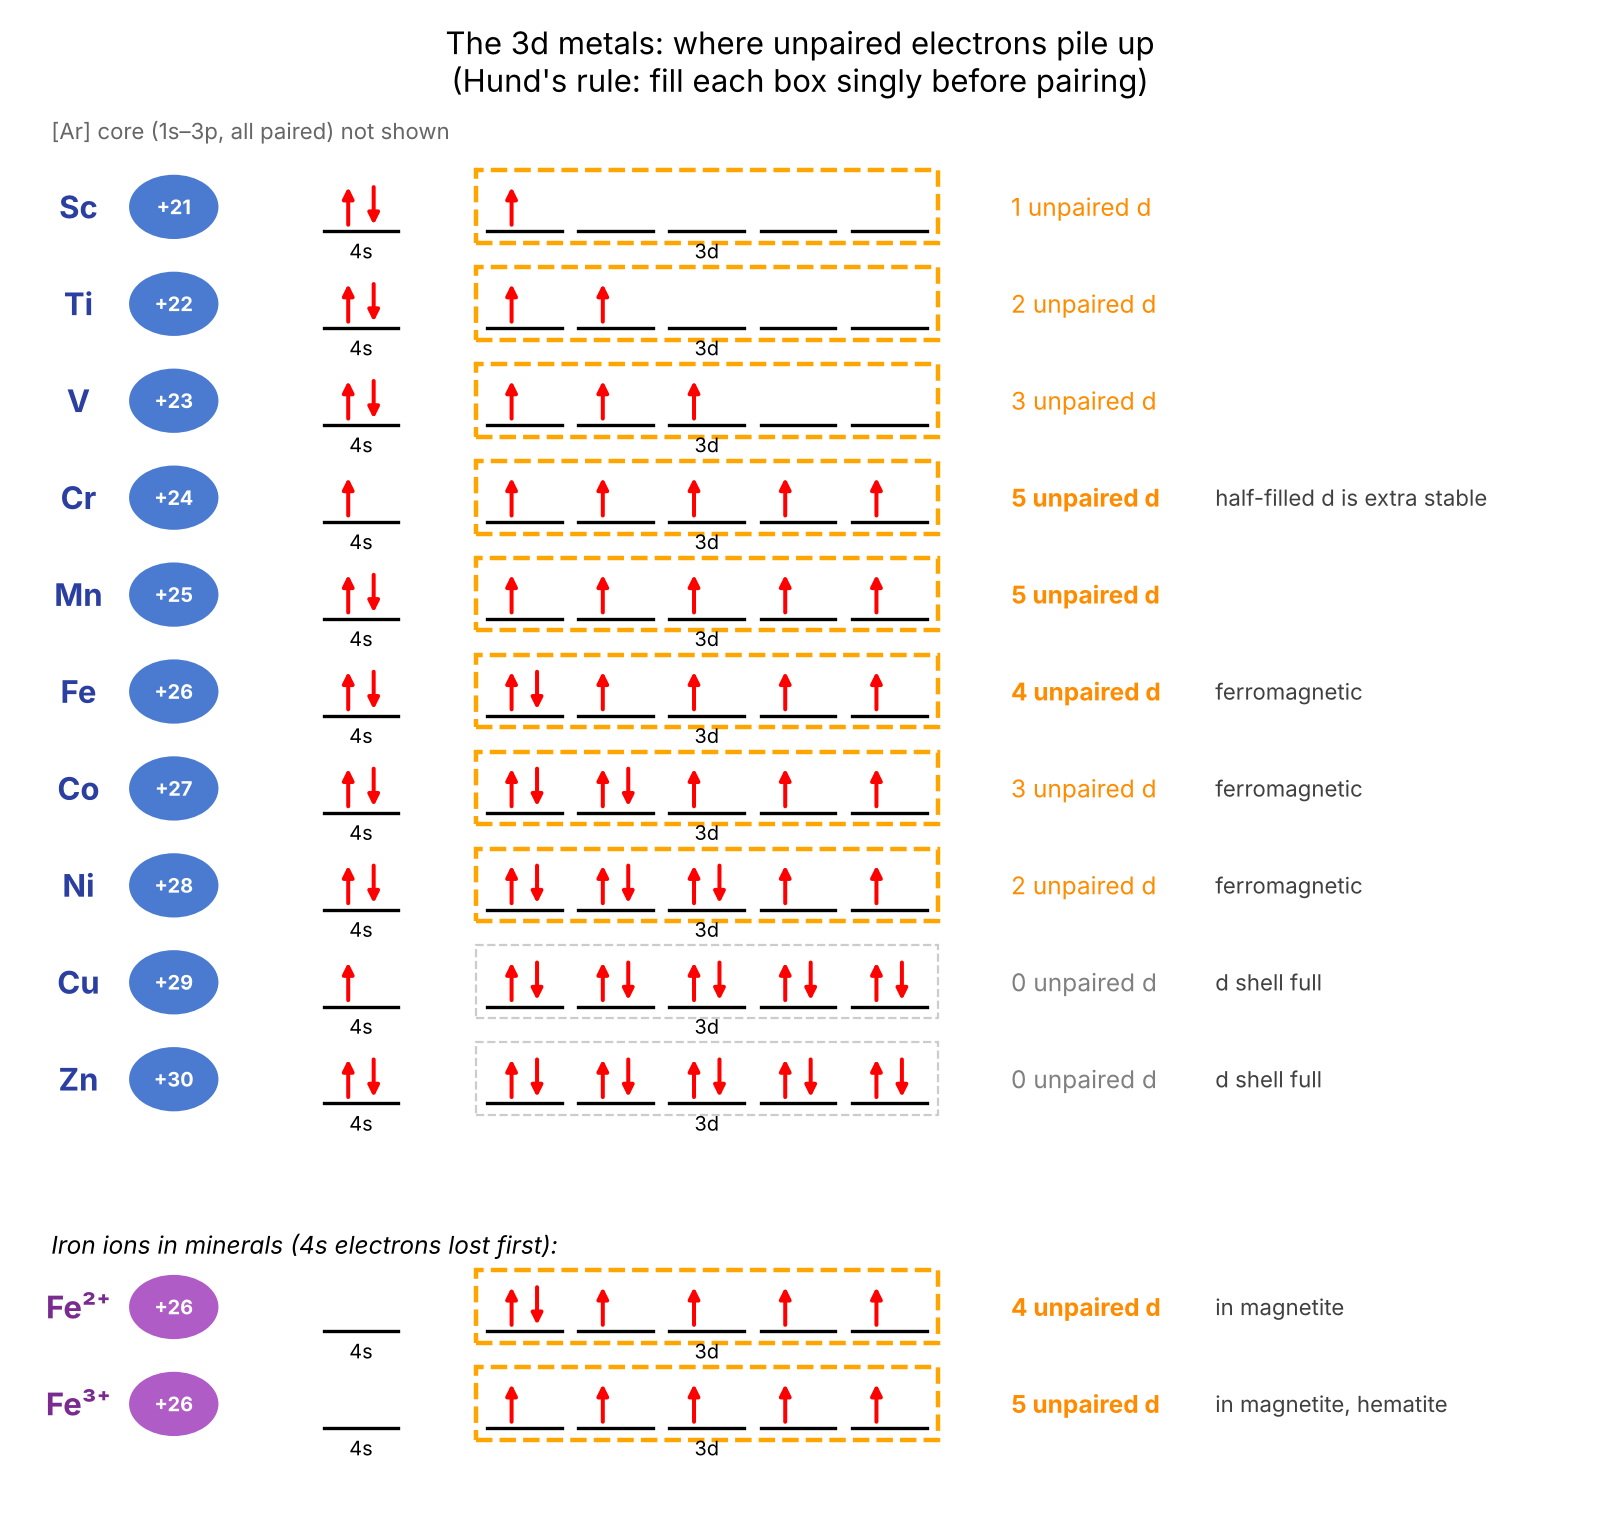 The 3d metals: where unpaired electrons pile up
(Hund's rule: fill each box singly before pairing)
[Ar] core (1s–3p, all paired) not shown
Sc +21 1 unpaired d
4s 3d
Ti +22 2 unpaired d
4s 3d
V +23 3 unpaired d
4s 3d
Cr +24 5 unpaired d half-filled d is extra stable
4s 3d
Mn +25 5 unpaired d
4s 3d
Fe +26 4 unpaired d ferromagnetic
4s 3d
Co +27 3 unpaired d ferromagnetic
4s 3d
Ni +28 2 unpaired d ferromagnetic
4s 3d
Cu +29 0 unpaired d d shell full
4s 3d
Zn +30 0 unpaired d d shell full
4s 3d
Iron ions in minerals (4s electrons lost first):
Fe²⁺ +26 4 unpaired d in magnetite
4s 3d
Fe³⁺ +26 5 unpaired d in magnetite, hematite
4s 3d